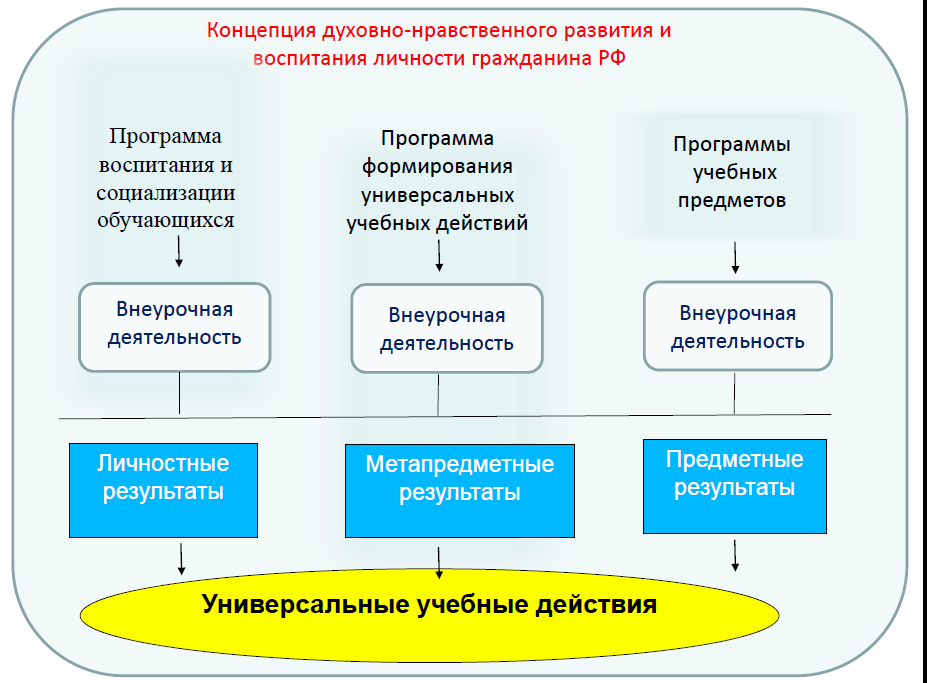 Концепция духовно-нравственного развития и
воспитания личности гражданина РФ
Программа
воспитания и
социализации
обучающихся
Программа
формирования
универсальных
учебных действий
Программы
учебных
предметов
Внеурочная
деятельность
Внеурочная
деятельность
Внеурочная
деятельность
Личностные
результаты
Метапредметные
результаты
Предметные
результаты
Универсальные учебные действия